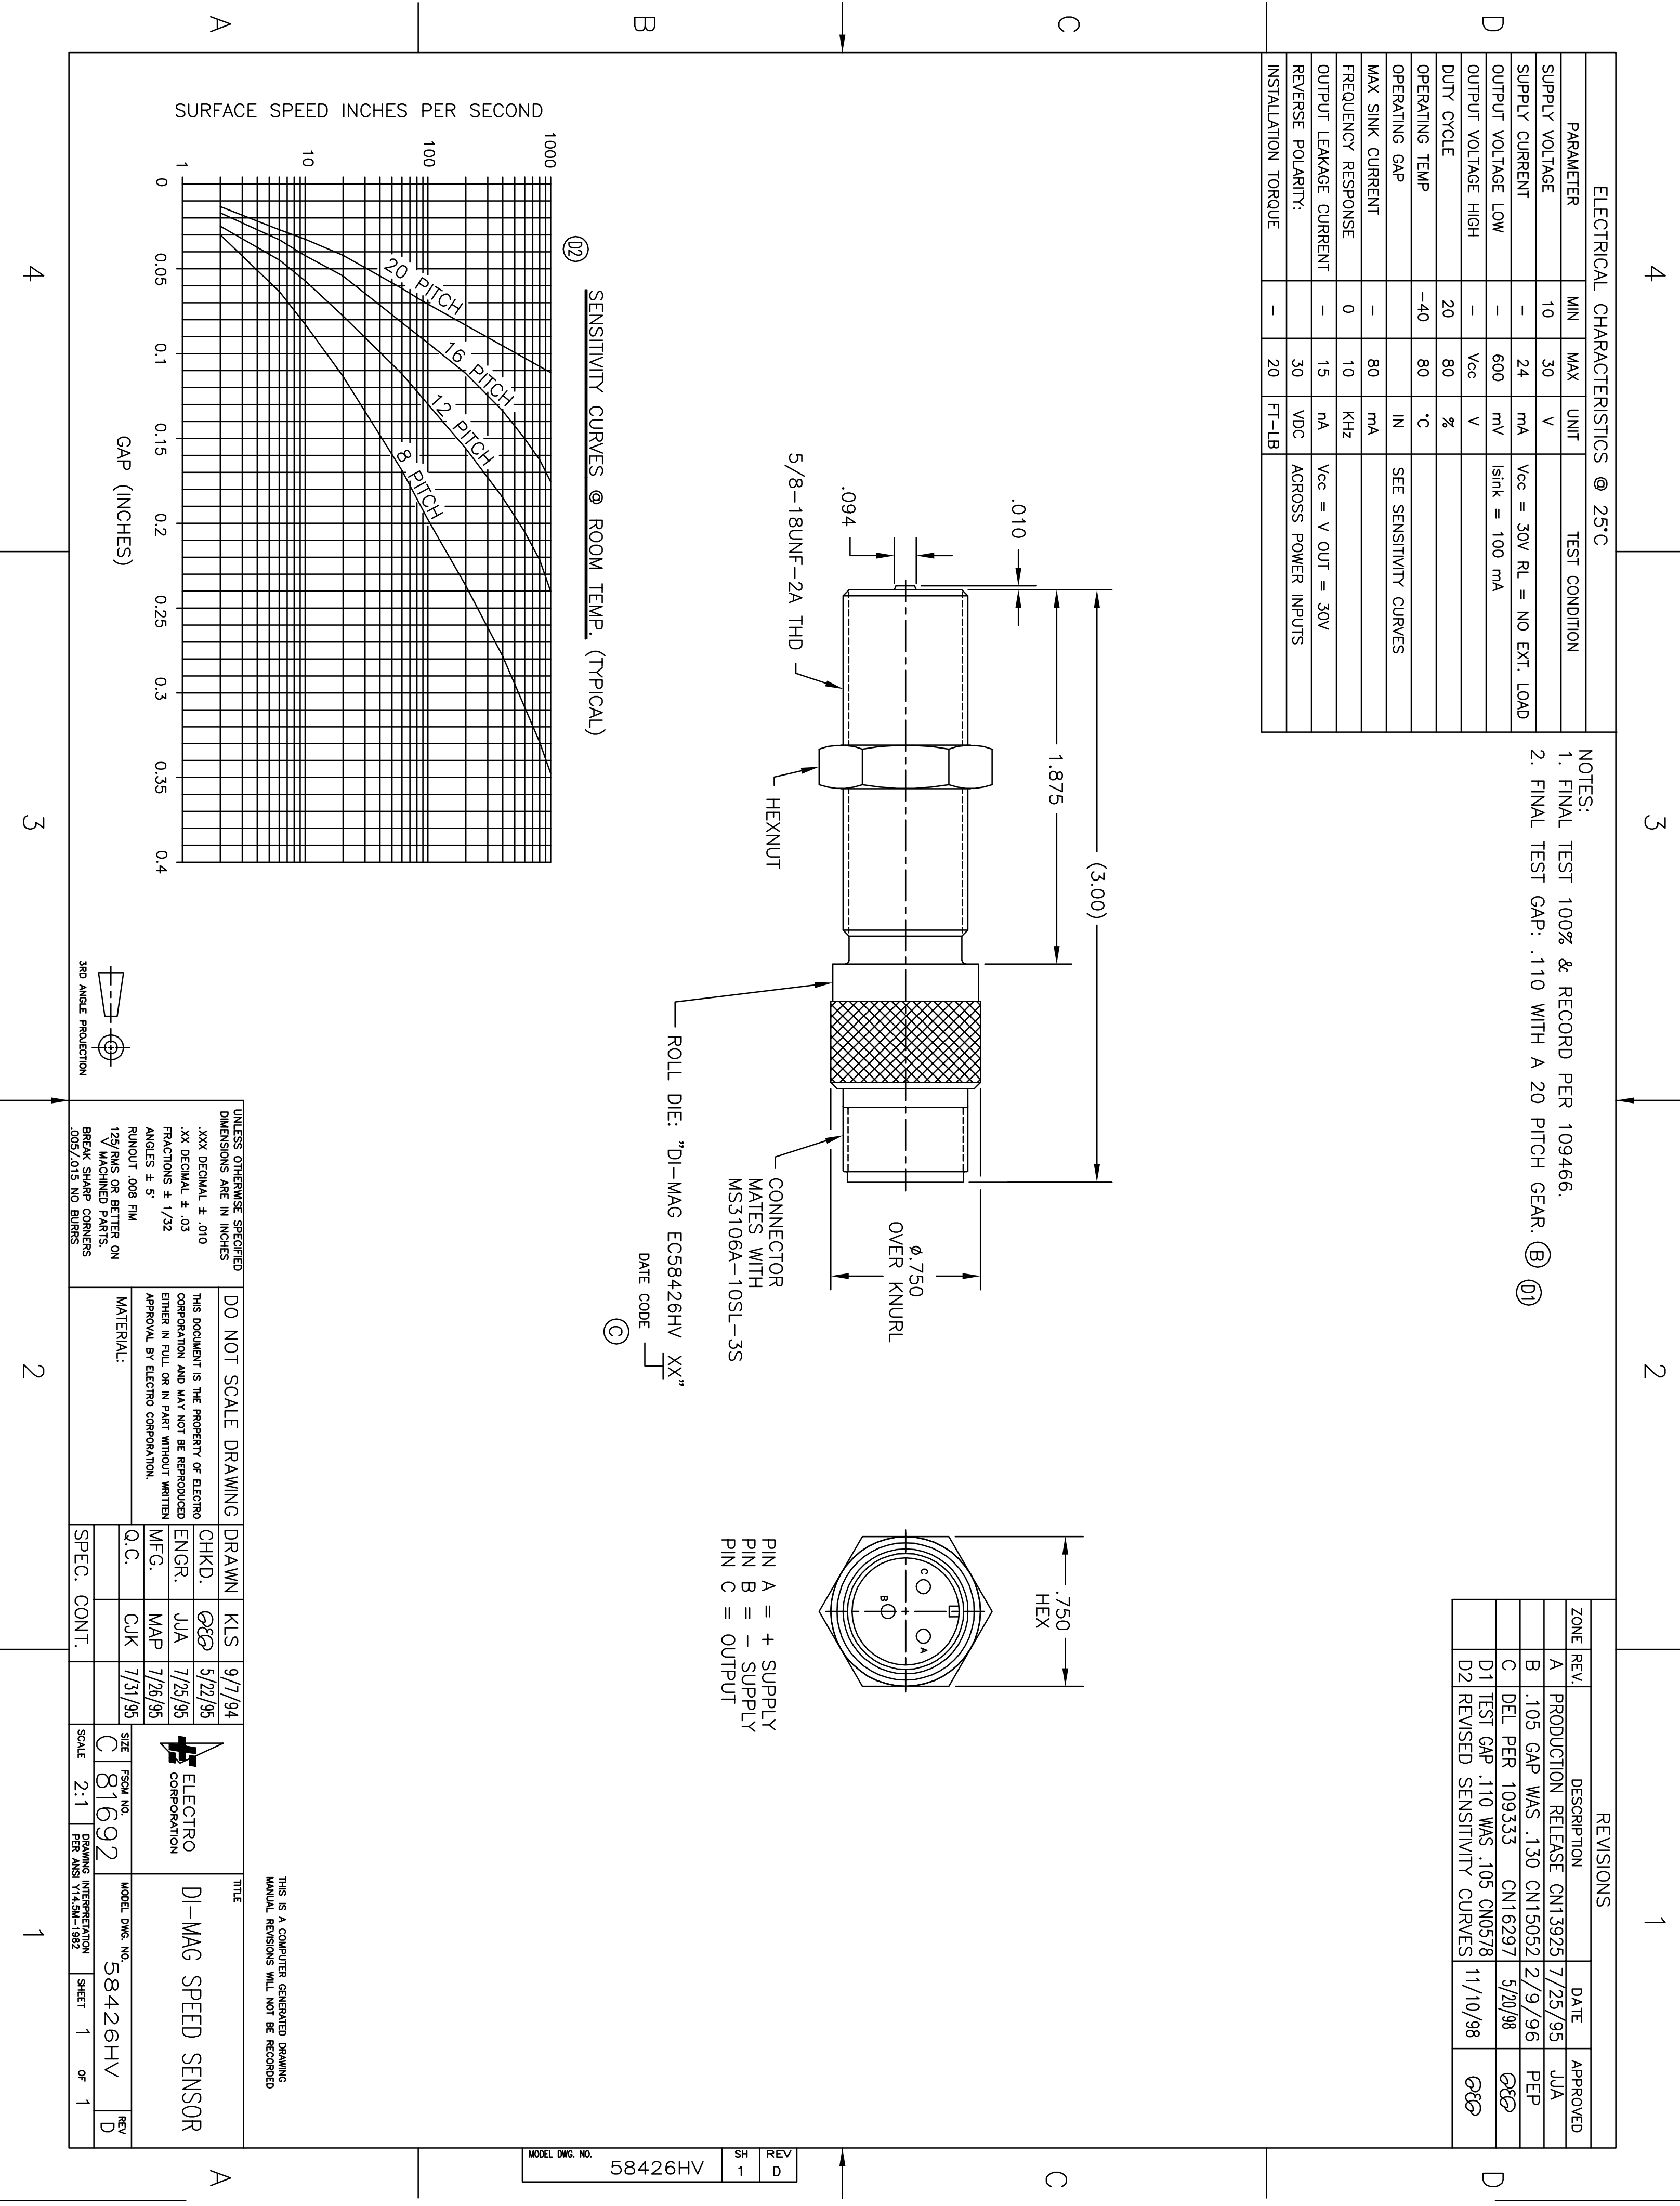 ELECTRICAL CHARACTERISTICS @ 25°C
PARAMETER MIN MAX UNIT TEST CONDITION
SUPPLY VOLTAGE 10 30 V
SUPPLY CURRENT – 24 mA Vcc = 30V RL = NO EXT. LOAD
OUTPUT VOLTAGE LOW – 600 mV Isink = 100 mA
OUTPUT VOLTAGE HIGH – Vcc V
DUTY CYCLE 20 80 %
OPERATING TEMP –40 80 °C
OPERATING GAP IN SEE SENSITIVITY CURVES
MAX SINK CURRENT – 80 mA
FREQUENCY RESPONSE 0 10 KHz
OUTPUT LEAKAGE CURRENT – 15 nA Vcc = V OUT = 30V
REVERSE POLARITY: 30 VDC ACROSS POWER INPUTS
INSTALLATION TORQUE – 20 FT–LB
NOTES:
1. FINAL TEST 100% & RECORD PER 109466.
2. FINAL TEST GAP: .110 WITH A 20 PITCH GEAR. B D1
REVISIONS
ZONE REV. DESCRIPTION DATE APPROVED
A PRODUCTION RELEASE CN13925 7/25/95 JJA
B .105 GAP WAS .130 CN15052 2/9/96 PEP
C DEL PER 109333 CN16297 5/20/98
D1 TEST GAP .110 WAS .105 CN0578
D2 REVISED SENSITIVITY CURVES 11/10/98
(3.00)
1.875
.010
.094
5/8–18UNF–2A THD
HEXNUT
Ø.750
OVER KNURL
CONNECTOR
MATES WITH
MS3106A–10SL–3S
ROLL DIE: "DI–MAG EC58426HV XX"
DATE CODE
C
.750
HEX
C
A
B
PIN A = + SUPPLY
PIN B = – SUPPLY
PIN C = OUTPUT
D2 SENSITIVITY CURVES @ ROOM TEMP. (TYPICAL)
SURFACE SPEED INCHES PER SECOND
1000
100
10
1
20 PITCH
16 PITCH
12 PITCH
8 PITCH
0 0.05 0.1 0.15 0.2 0.25 0.3 0.35 0.4
GAP (INCHES)
3RD ANGLE PROJECTION
THIS IS A COMPUTER GENERATED DRAWING
MANUAL REVISIONS WILL NOT BE RECORDED
UNLESS OTHERWISE SPECIFIED
DIMENSIONS ARE IN INCHES
.XXX DECIMAL ± .010
.XX DECIMAL ± .03
FRACTIONS ± 1/32
ANGLES ± 5°
RUNOUT .008 FIM
125/RMS OR BETTER ON
√ MACHINED PARTS.
BREAK SHARP CORNERS
.005/.015 NO BURRS
DO NOT SCALE DRAWING
THIS DOCUMENT IS THE PROPERTY OF ELECTRO
CORPORATION AND MAY NOT BE REPRODUCED
EITHER IN FULL OR IN PART WITHOUT WRITTEN
APPROVAL BY ELECTRO CORPORATION.
MATERIAL:
DRAWN KLS 9/7/94
CHKD. 5/22/95
ENGR. JJA 7/25/95
MFG. MAP 7/26/95
Q.C. CJK 7/31/95
SPEC. CONT.
ELECTRO
CORPORATION
TITLE
DI–MAG SPEED SENSOR
SIZE
C
FSCM NO.
81692
MODEL DWG. NO.
58426HV
REV
D
SCALE 2:1
DRAWING INTERPRETATION
PER ANSI Y14.5M–1982
SHEET 1 OF 1
MODEL DWG. NO. 58426HV
SH 1
REV D
4 3 2 1
4 3 2 1
D C B A
D C A